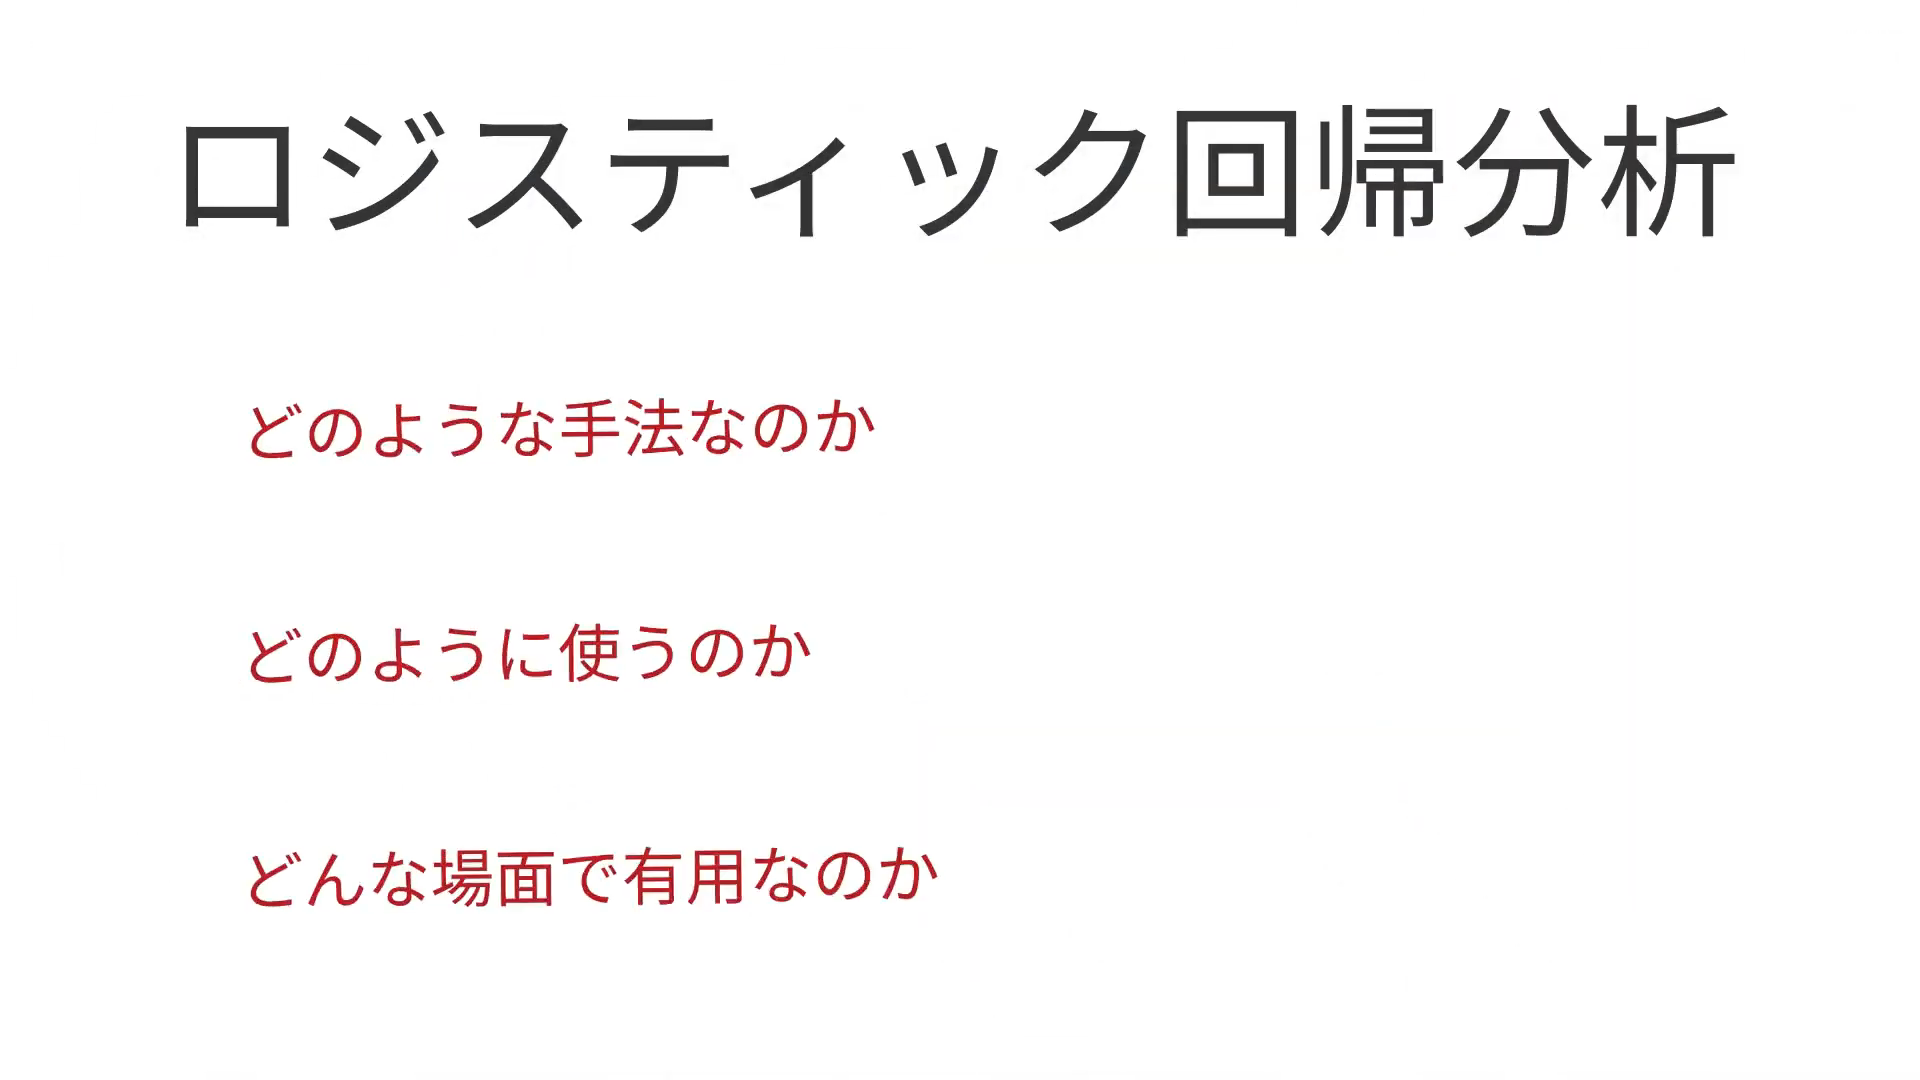 ロジスティック回帰分析
どのような手法なのか
どのように使うのか
どんな場面で有用なのか